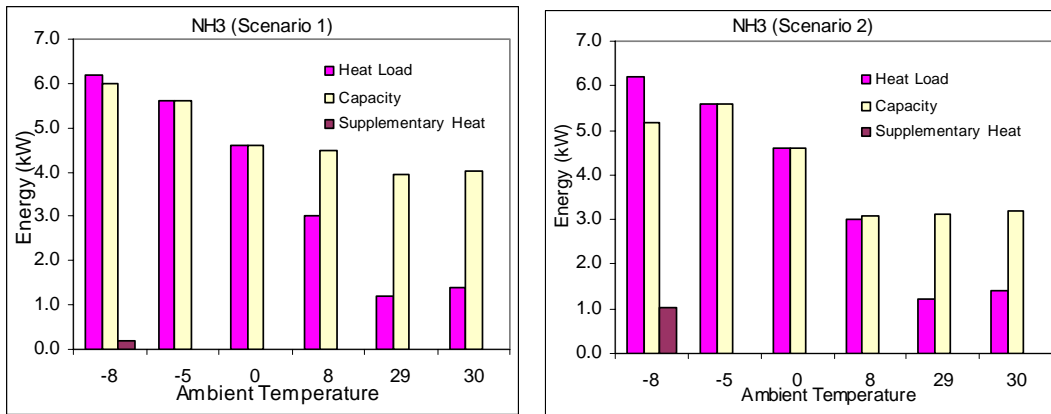 NH3 (Scenario 1)
7.0
6.0
5.0
4.0
3.0
2.0
1.0
0.0
Energy (kW)
Heat Load
Capacity
Supplementary Heat
-8 -5 0 8 29 30
Ambient Temperature
NH3 (Scenario 2)
7.0
6.0
5.0
4.0
3.0
2.0
1.0
0.0
Energy (kW)
Heat Load
Capacity
Supplementary Heat
-8 -5 0 8 29 30
Ambient Temperature